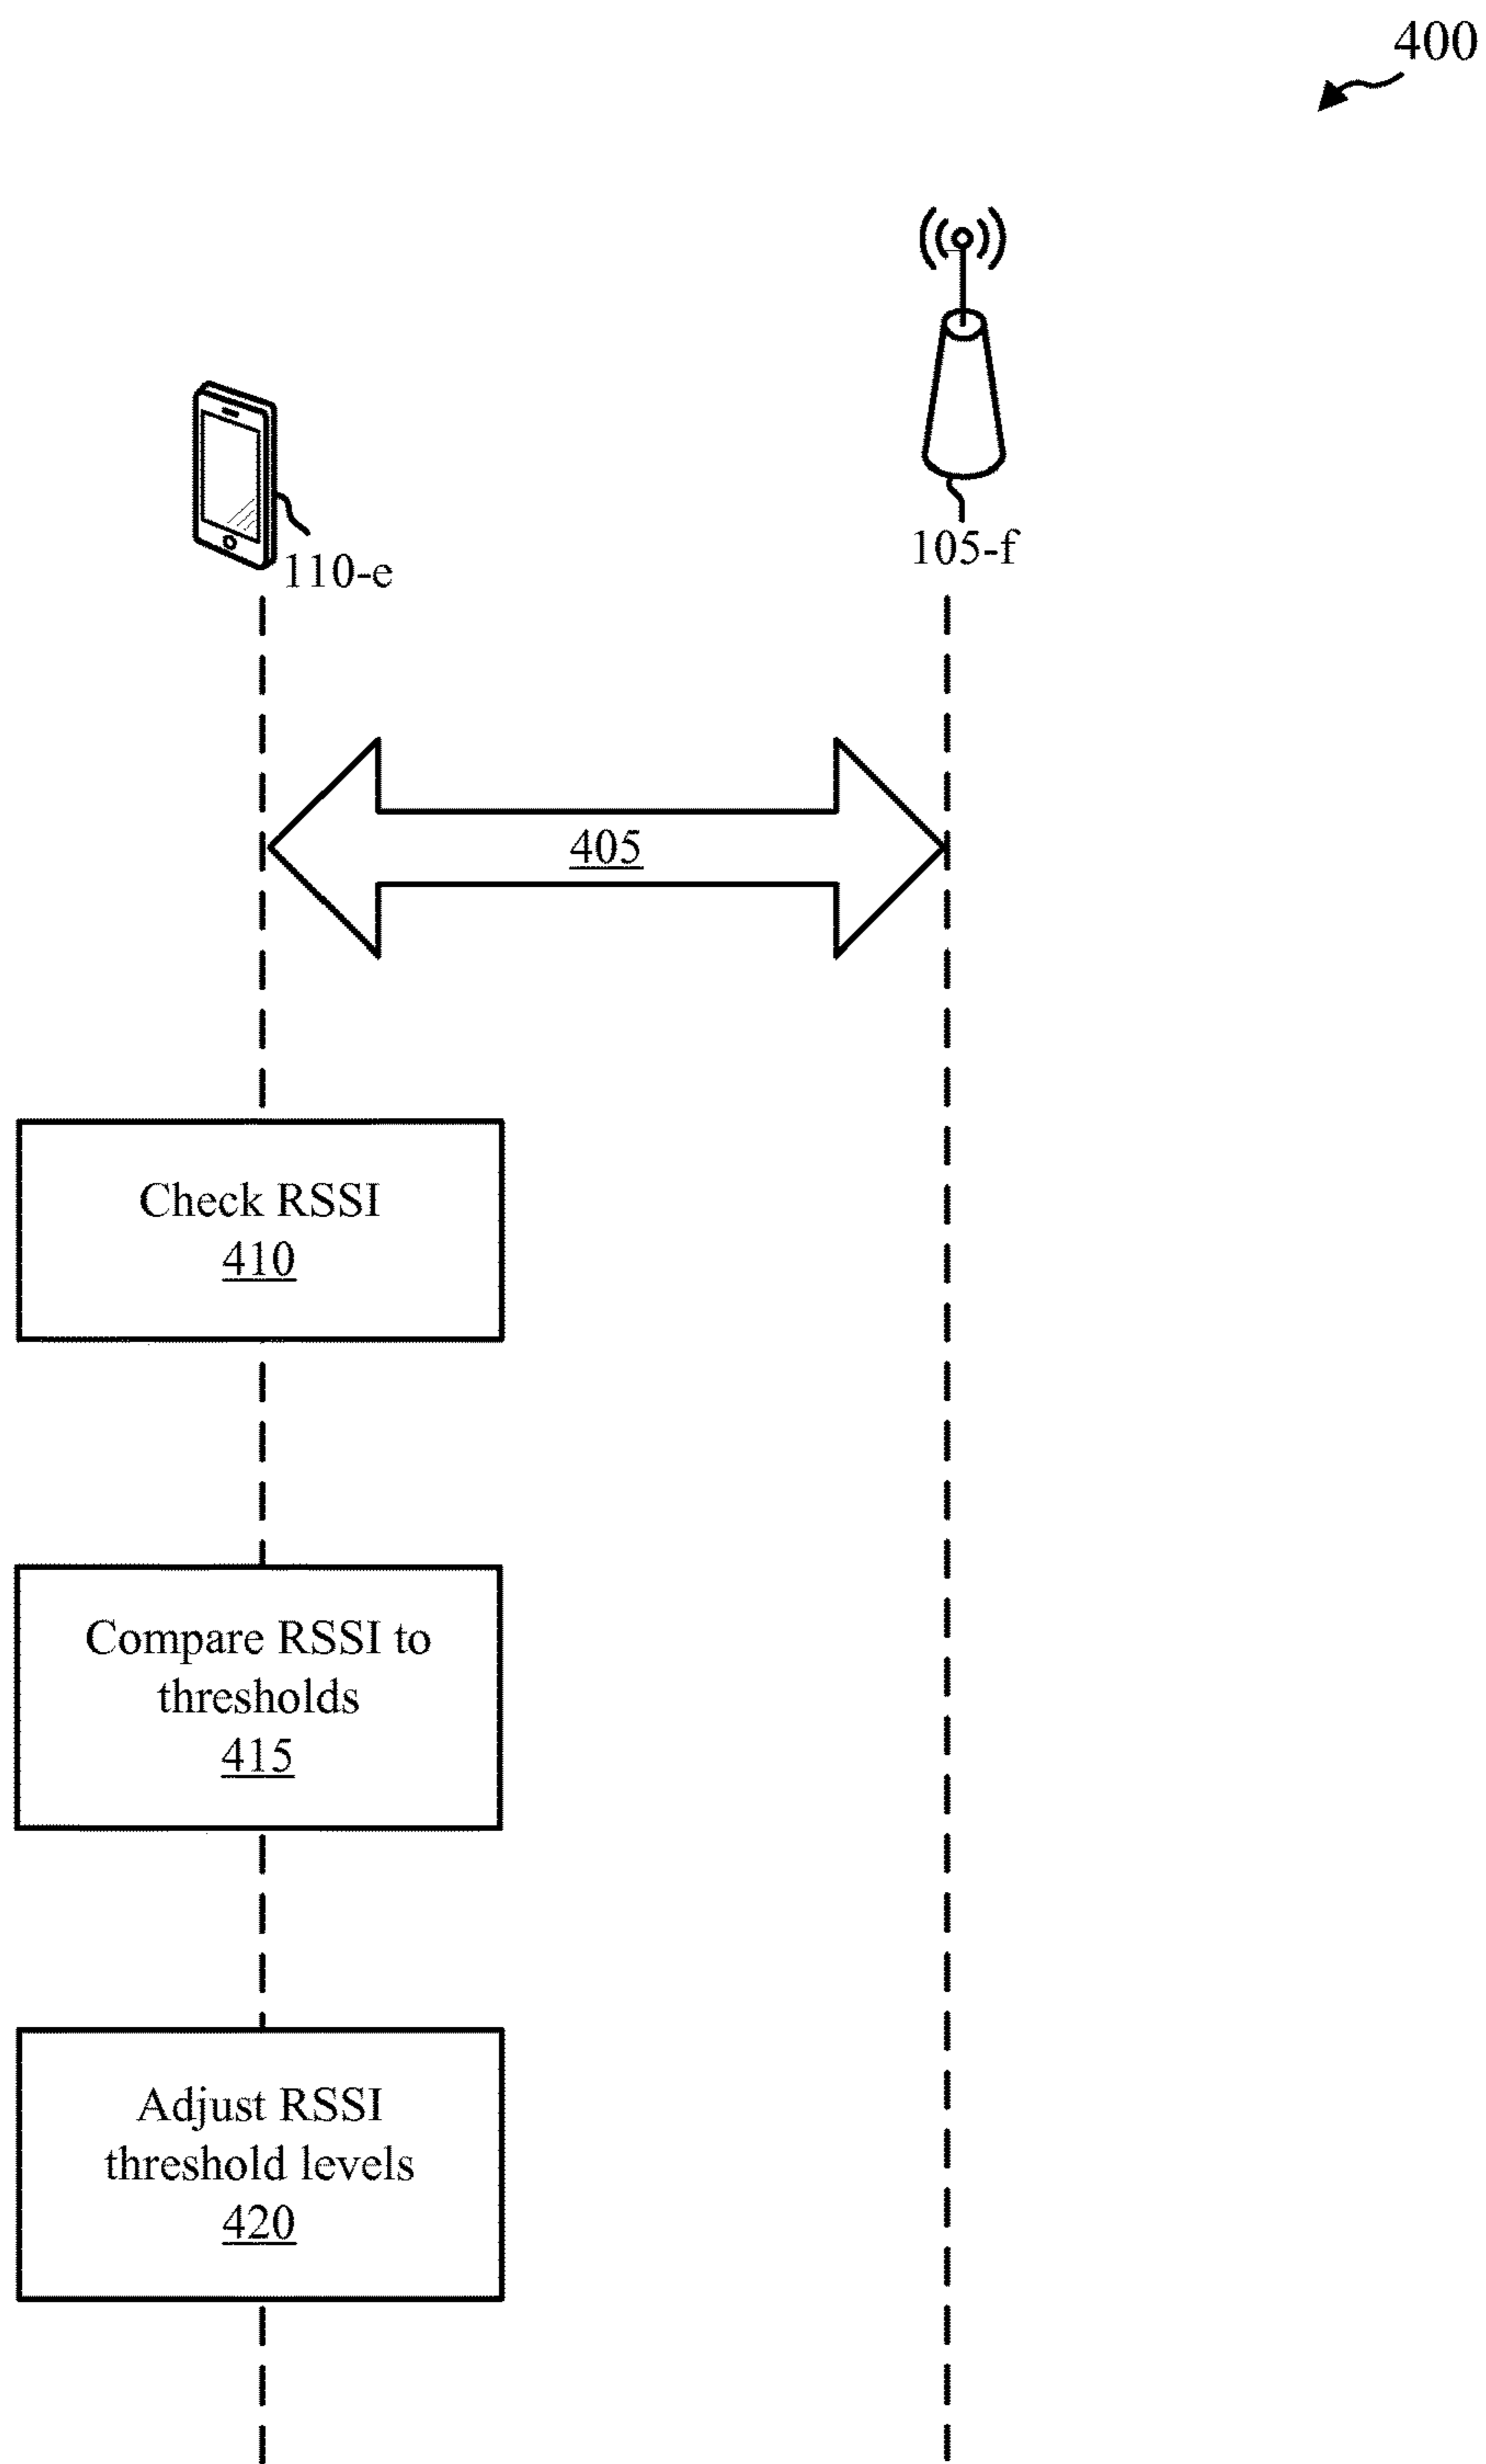 400
110-e
105-f
405
Check RSSI
410
Compare RSSI to
thresholds
415
Adjust RSSI
threshold levels
420